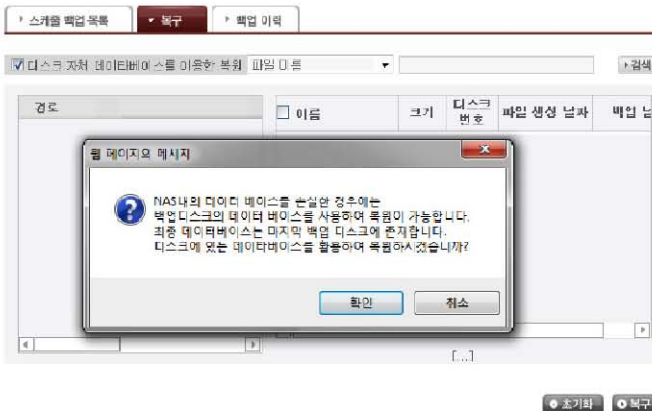 스케줄 백업 목록
복구
백업 이력
디스크 자체 데이터베이스를 이용한 복원
파일 이름
검색
경로
이름
크기
디스크 번호
파일 생성 날짜
백업
웹 페이지의 메시지
NAS내의 데이터 베이스를 손실한 경우에는
백업디스크의 데이터 베이스를 사용하여 복원이 가능합니다.
최종 데이터베이스는 마지막 백업 디스크에 존재합니다.
디스크에 있는 데이타베이스를 활용하여 복원하시겠습니까?
확인
취소
[...]
초기화
복구